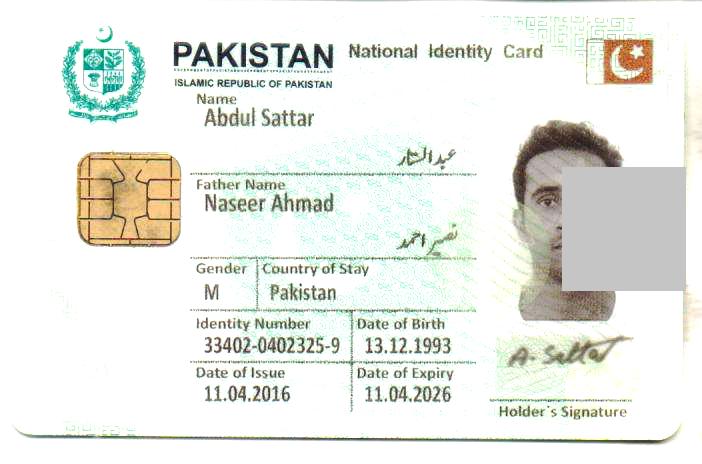 PAKISTAN National Identity Card
ISLAMIC REPUBLIC OF PAKISTAN
Name
Abdul Sattar
عبدالستار
Father Name
Naseer Ahmad
نصیر احمد
Gender Country of Stay
M Pakistan
Identity Number Date of Birth
33402-0402325-9 13.12.1993
Date of Issue Date of Expiry
11.04.2016 11.04.2026
A. Sattar
Holder's Signature